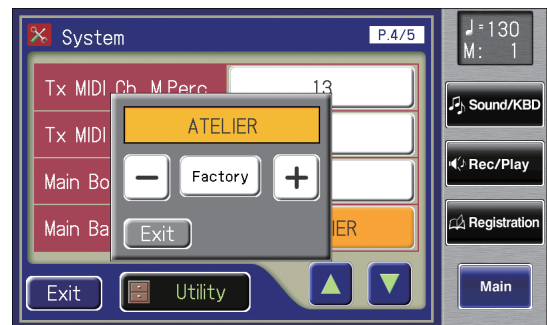 System P.4/5
Tx MIDI Ch M.Perc 13
Tx MIDI
Main Bo
Main Ba IER
ATELIER
− Factory +
Exit
Exit Utility
♩=130
M: 1
Sound/KBD
Rec/Play
Registration
Main